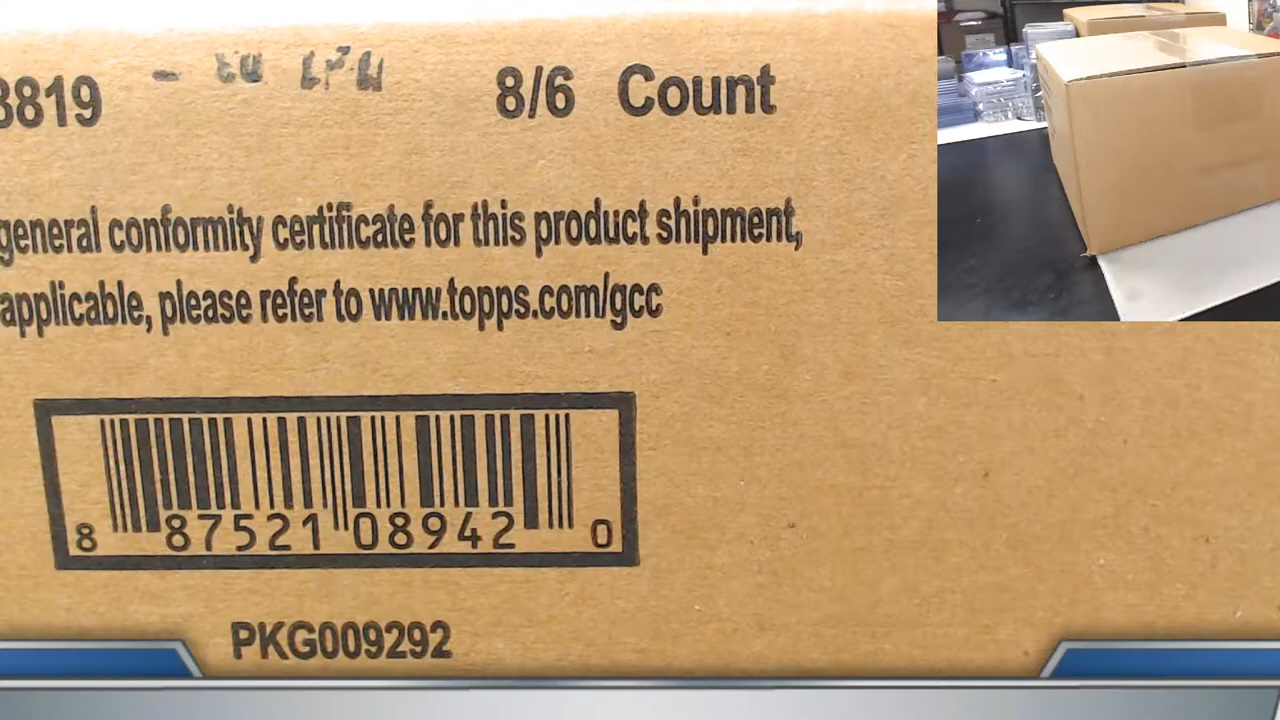 8819 8/6 Count
general conformity certificate for this product shipment,
applicable, please refer to www.topps.com/gcc
8 87521 08942 0
PKG009292